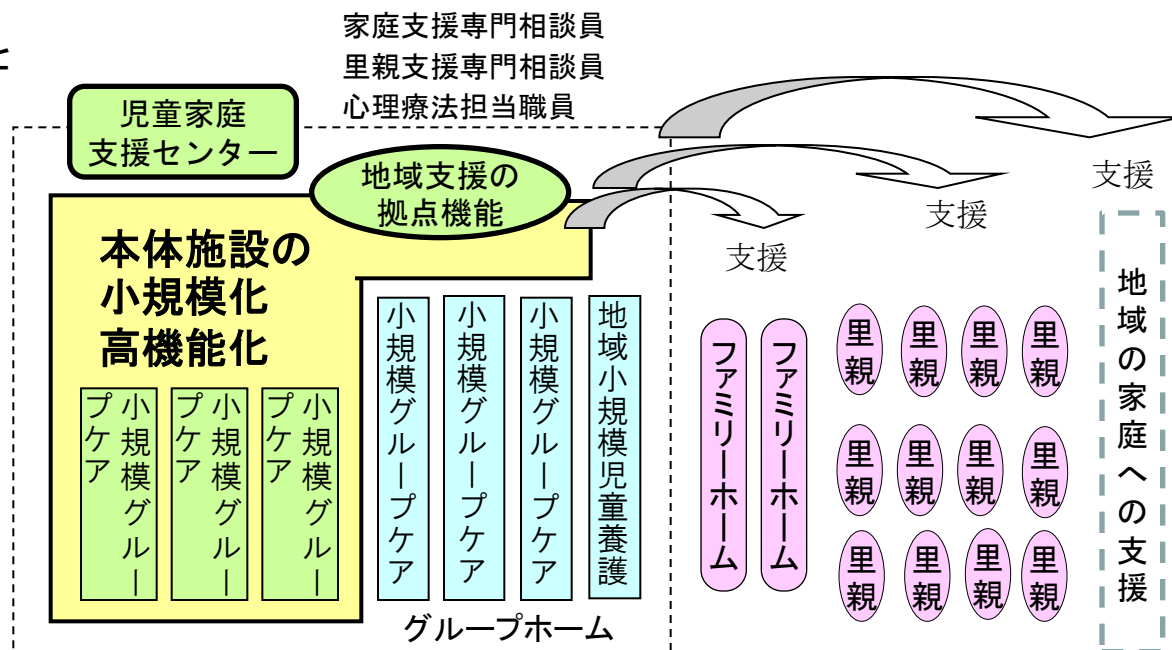 家庭支援専門相談員
里親支援専門相談員
心理療法担当職員
児童家庭
支援センター
地域支援の
拠点機能
本体施設の
小規模化
高機能化
小規模グルー
プケア
小規模グルー
プケア
小規模グルー
プケア
小規模グループケア
小規模グループケア
小規模グループケア
地域小規模児童養護
グループホーム
支援
支援
支援
ファミリーホーム
ファミリーホーム
里親
里親
里親
里親
里親
里親
里親
里親
里親
里親
里親
里親
地域の家庭への支援